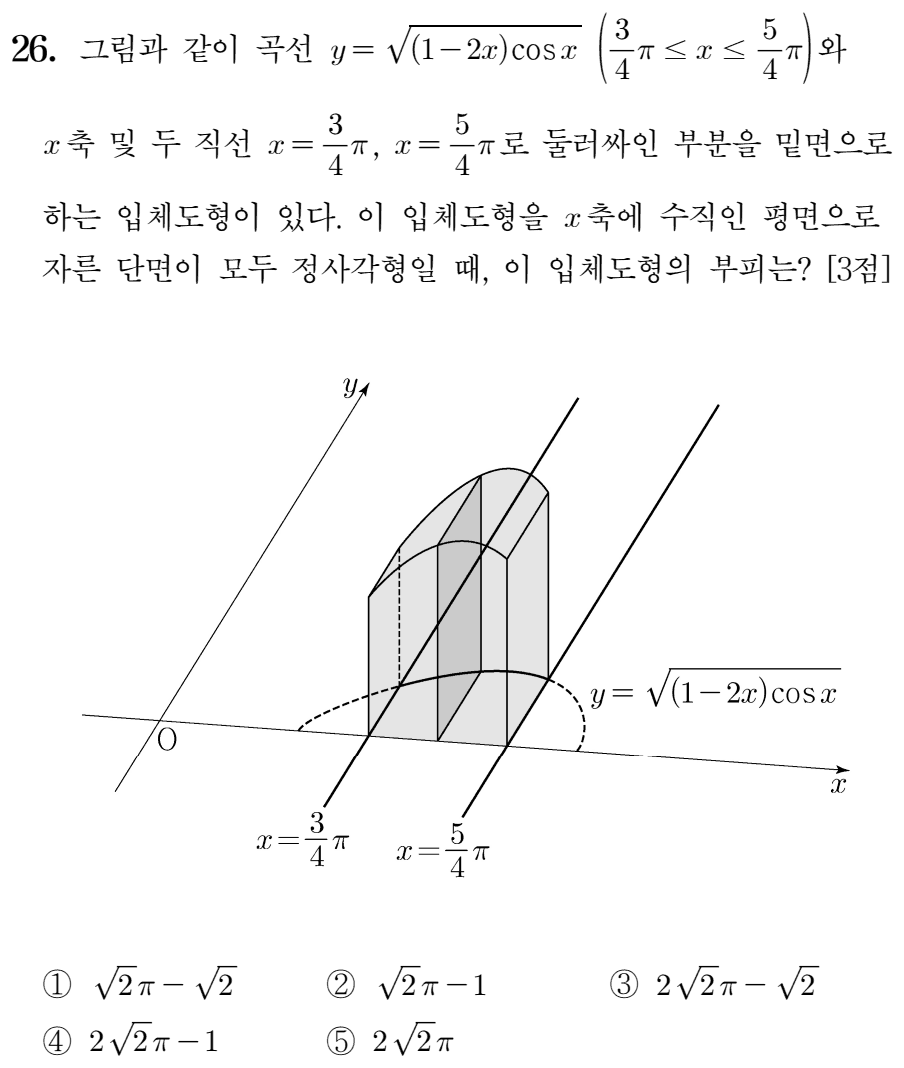 26. 그림과 같이 곡선 y = √((1−2x)cos x) (3/4 π ≤ x ≤ 5/4 π)와
x축 및 두 직선 x = 3/4 π, x = 5/4 π로 둘러싸인 부분을 밑면으로
하는 입체도형이 있다. 이 입체도형을 x축에 수직인 평면으로
자른 단면이 모두 정사각형일 때, 이 입체도형의 부피는? [3점]
y
y = √((1−2x)cos x)
O
x
x = 3/4 π
x = 5/4 π
① √2π − √2 ② √2π − 1 ③ 2√2π − √2
④ 2√2π − 1 ⑤ 2√2π